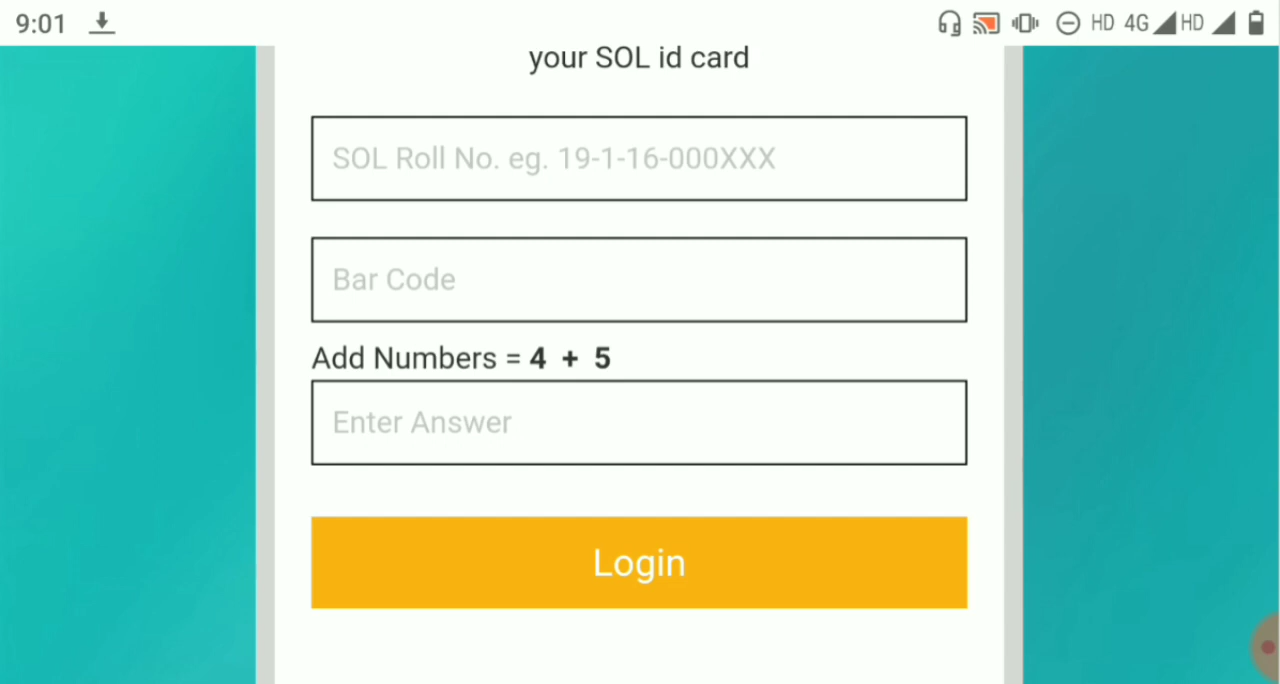 9:01 HD 4G HD
your SOL id card
SOL Roll No. eg. 19-1-16-000XXX
Bar Code
Add Numbers = 4 + 5
Enter Answer
Login